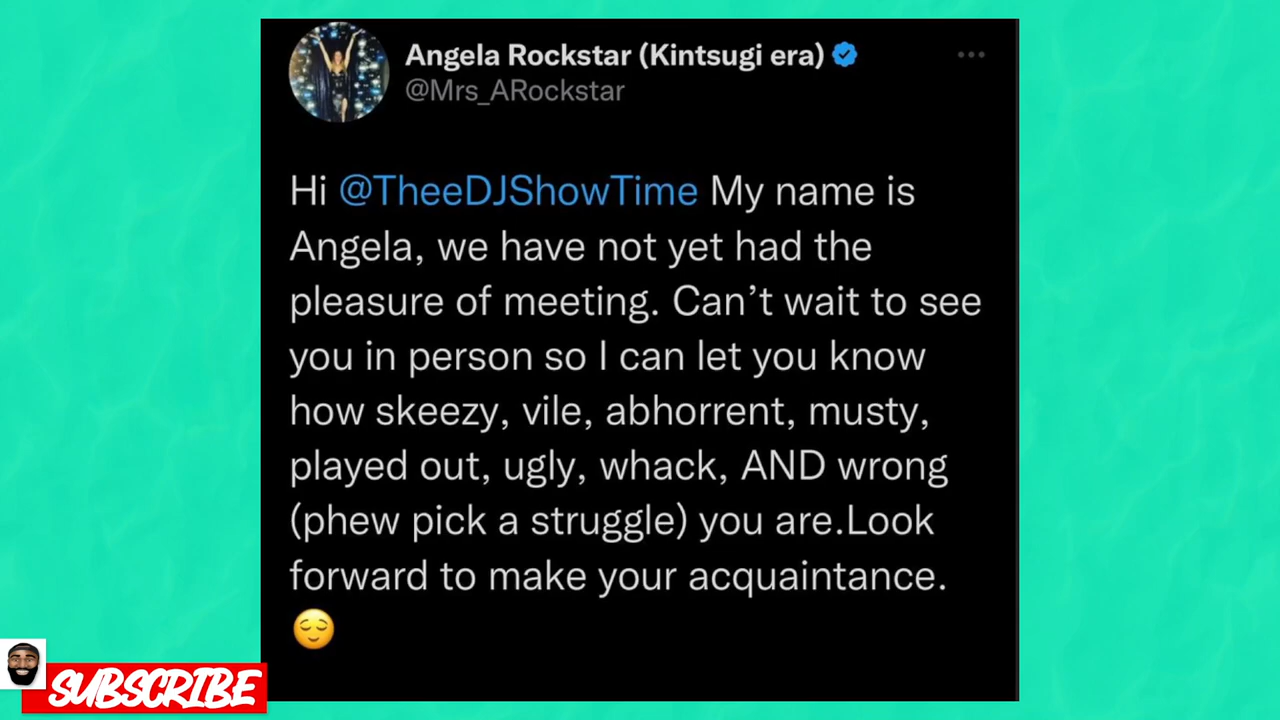 Angela Rockstar (Kintsugi era)
@Mrs_ARockstar
Hi @TheeDJShowTime My name is
Angela, we have not yet had the
pleasure of meeting. Can’t wait to see
you in person so I can let you know
how skeezy, vile, abhorrent, musty,
played out, ugly, whack, AND wrong
(phew pick a struggle) you are.Look
forward to make your acquaintance.
😌
SUBSCRIBE